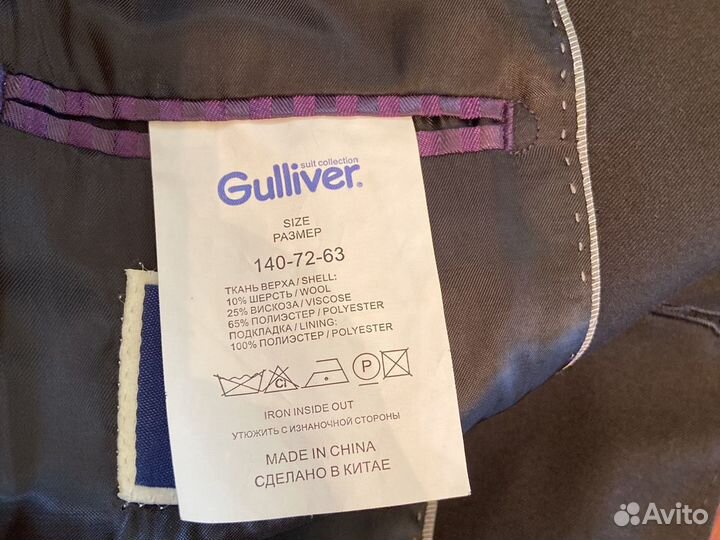 suit collection
Gulliver®
SIZE
РАЗМЕР
140-72-63
ТКАНЬ ВЕРХА / SHELL:
10% ШЕРСТЬ / WOOL
25% ВИСКОЗА / VISCOSE
65% ПОЛИЭСТЕР / POLYESTER
ПОДКЛАДКА / LINING:
100% ПОЛИЭСТЕР / POLYESTER
Cl P
IRON INSIDE OUT
УТЮЖИТЬ С ИЗНАНОЧНОЙ СТОРОНЫ
MADE IN CHINA
СДЕЛАНО В КИТАЕ
Avito